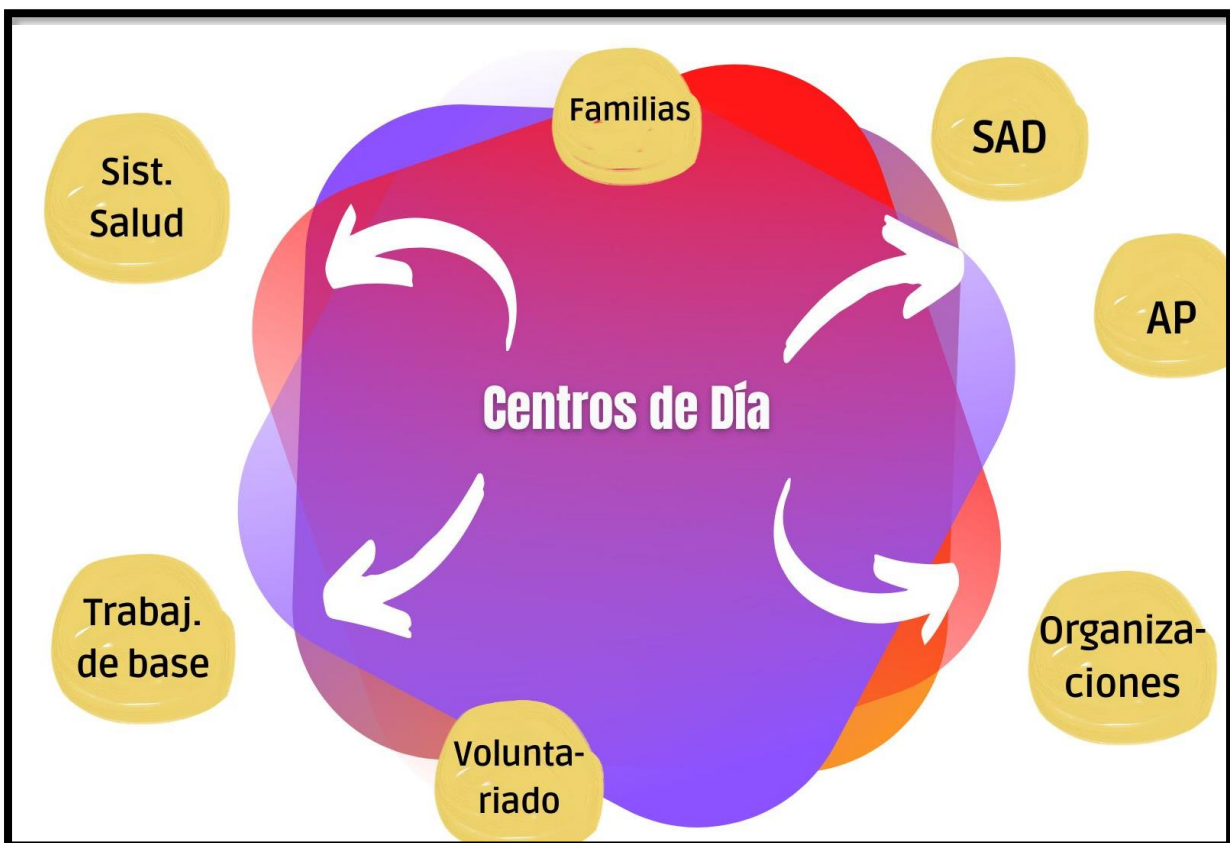 Familias
SAD
Sist.
Salud
AP
Centros de Día
Trabaj.
de base
Organiza-
ciones
Volunta-
riado